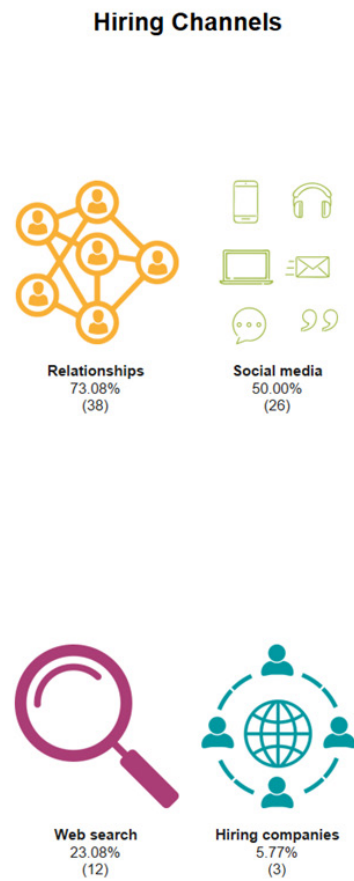 Hiring Channels
Relationships
73.08%
(38)
Social media
50.00%
(26)
Web search
23.08%
(12)
Hiring companies
5.77%
(3)